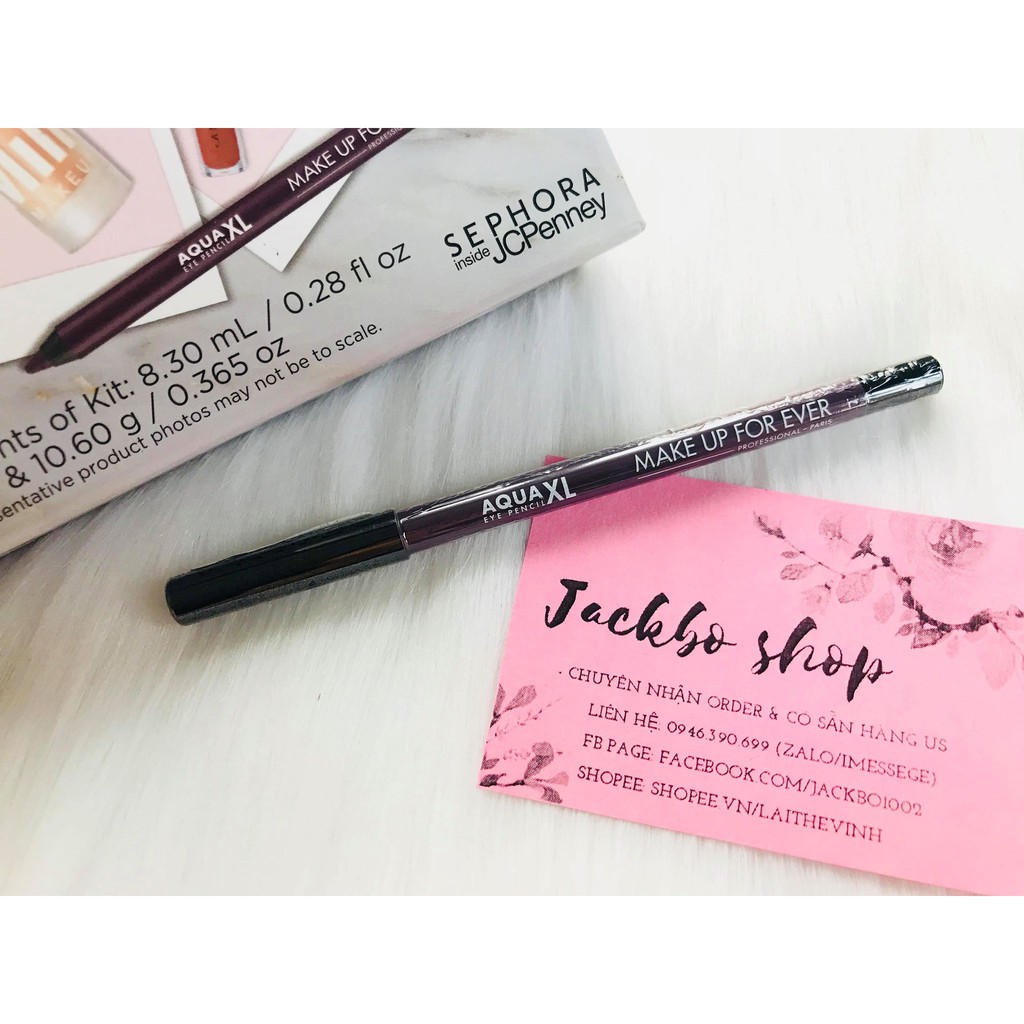 MAKE UP FO
PROFESSIO
AQUA XL
EYE PENCIL
SEPHORA
inside JCPenney
nts of Kit: 8.30 mL / 0.28 fl oz
& 10.60 g / 0.365 oz
sentative product photos may not be to scale.
AQUA XL
EYE PENCIL
MAKE UP FOR EVER
PROFESSIONAL – PARIS
Jackbo shop
CHUYÊN NHẬN ORDER & CÓ SẴN HÀNG US
LIÊN HỆ: 0946.390.699 (ZALO/IMESSEGE)
FB PAGE: FACEBOOK.COM/JACKBO1002
SHOPEE: SHOPEE.VN/LAITHEVINH